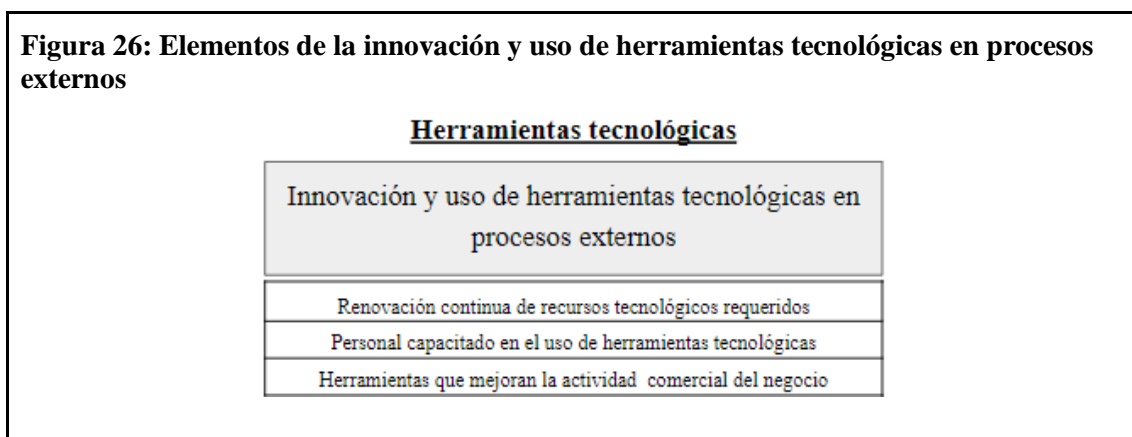 Figura 26: Elementos de la innovación y uso de herramientas tecnológicas en procesos
externos
Herramientas tecnológicas
Innovación y uso de herramientas tecnológicas en
procesos externos
Renovación continua de recursos tecnológicos requeridos
Personal capacitado en el uso de herramientas tecnológicas
Herramientas que mejoran la actividad comercial del negocio